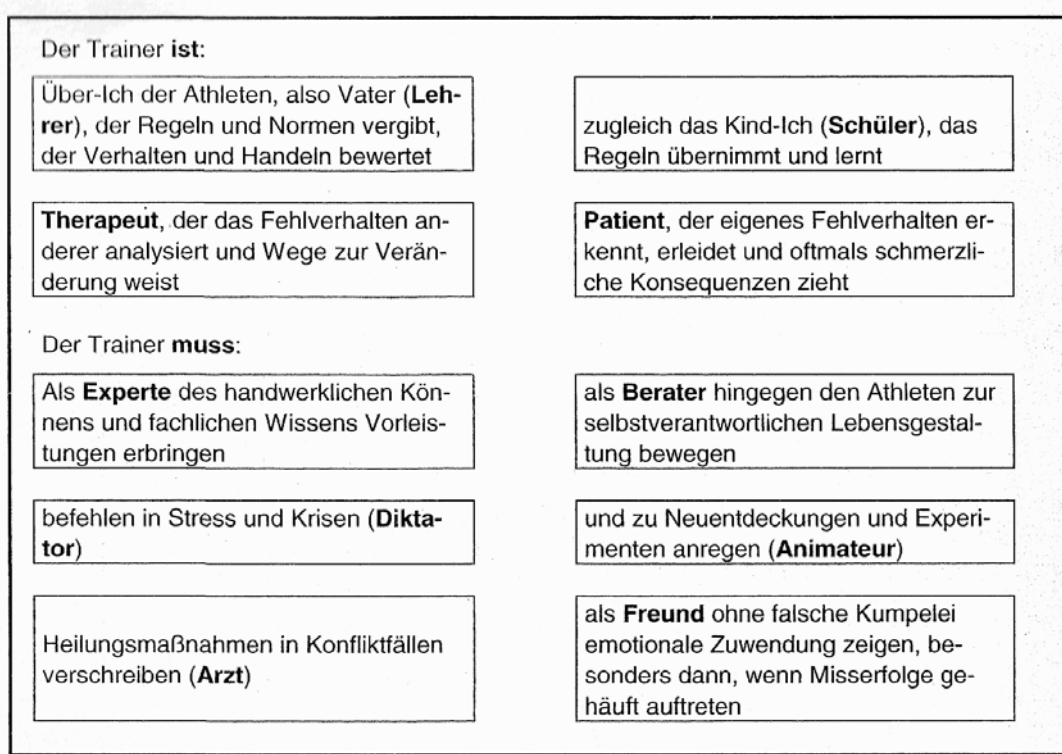 Der Trainer ist:
Über-Ich der Athleten, also Vater (Leh-
rer), der Regeln und Normen vergibt,
der Verhalten und Handeln bewertet
zugleich das Kind-Ich (Schüler), das
Regeln übernimmt und lernt
Therapeut, der das Fehlverhalten an-
derer analysiert und Wege zur Verän-
derung weist
Patient, der eigenes Fehlverhalten er-
kennt, erleidet und oftmals schmerzli-
che Konsequenzen zieht
Der Trainer muss:
Als Experte des handwerklichen Kön-
nens und fachlichen Wissens Vorleis-
tungen erbringen
als Berater hingegen den Athleten zur
selbstverantwortlichen Lebensgestal-
tung bewegen
befehlen in Stress und Krisen (Dikta-
tor)
und zu Neuentdeckungen und Experi-
menten anregen (Animateur)
Heilungsmaßnahmen in Konfliktfällen
verschreiben (Arzt)
als Freund ohne falsche Kumpelei
emotionale Zuwendung zeigen, be-
sonders dann, wenn Misserfolge ge-
häuft auftreten